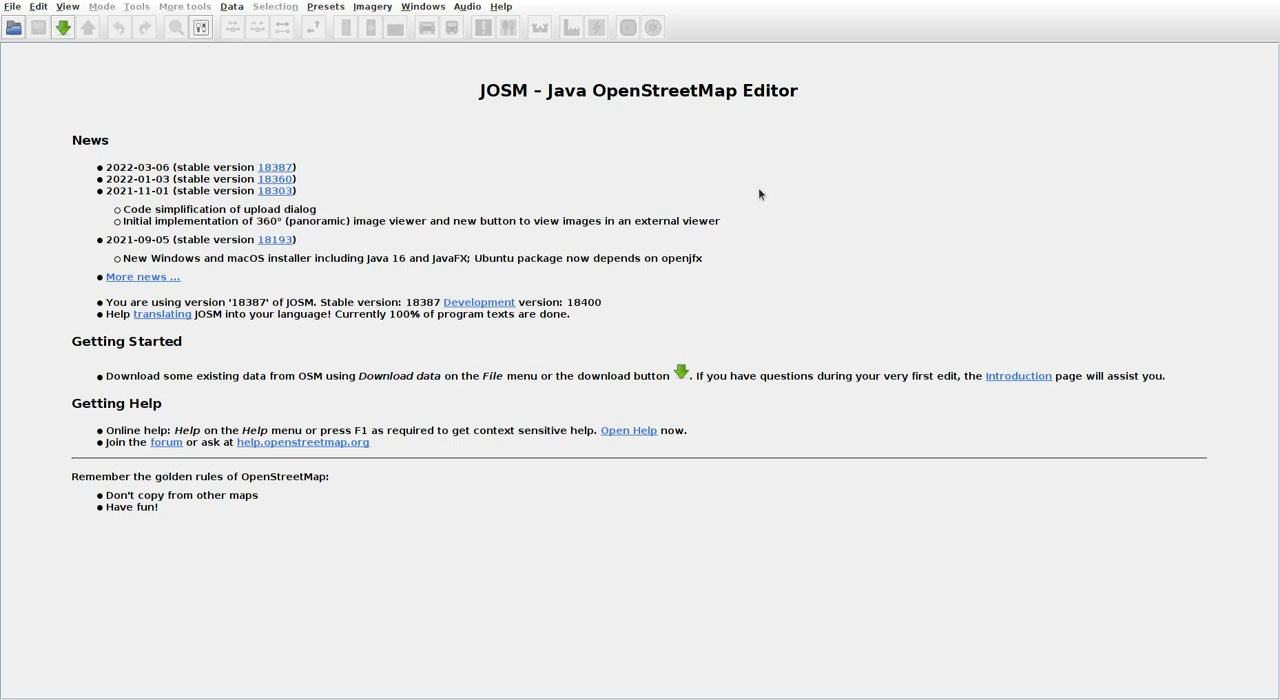 File Edit View Mode Tools More tools Data Selection Presets Imagery Windows Audio Help
JOSM – Java OpenStreetMap Editor
News
2022-03-06 (stable version 18387)
2022-01-03 (stable version 18360)
2021-11-01 (stable version 18303)
Code simplification of upload dialog
Initial implementation of 360° (panoramic) image viewer and new button to view images in an external viewer
2021-09-05 (stable version 18193)
New Windows and macOS installer including Java 16 and JavaFX; Ubuntu package now depends on openjfx
More news ...
You are using version '18387' of JOSM. Stable version: 18387 Development version: 18400
Help translating JOSM into your language! Currently 100% of program texts are done.
Getting Started
Download some existing data from OSM using Download data on the File menu or the download button . If you have questions during your very first edit, the Introduction page will assist you.
Getting Help
Online help: Help on the Help menu or press F1 as required to get context sensitive help. Open Help now.
Join the forum or ask at help.openstreetmap.org
Remember the golden rules of OpenStreetMap:
Don't copy from other maps
Have fun!